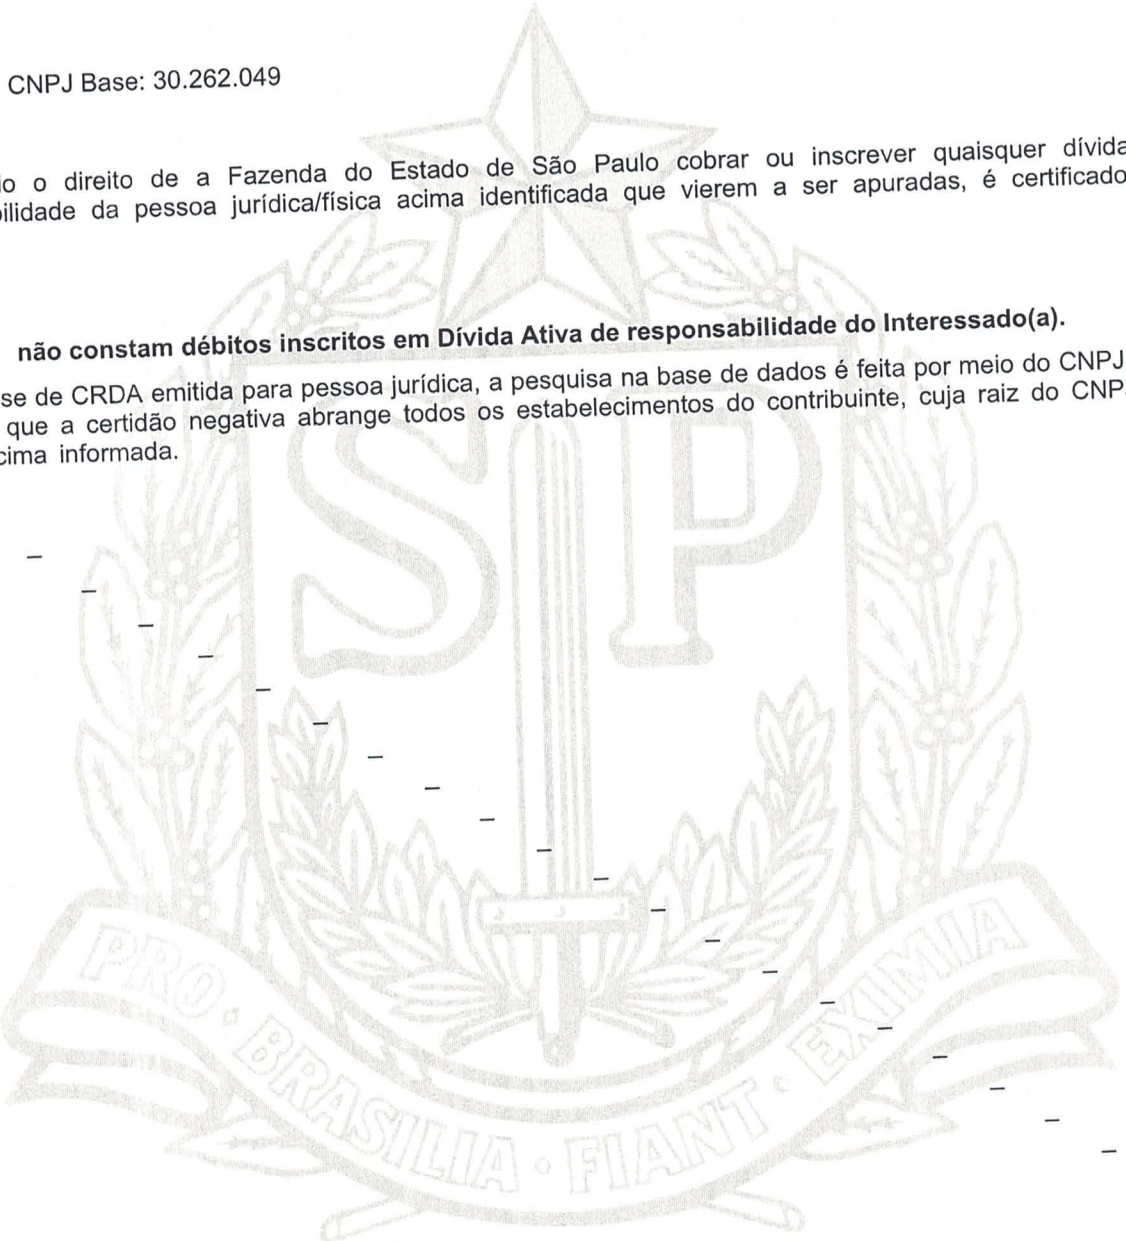 CNPJ Base: 30.262.049
o direito de a Fazenda do Estado de São Paulo cobrar ou inscrever quaisquer dívida
da pessoa jurídica/física acima identificada que vierem a ser apuradas, é certificado
não constam débitos inscritos em Dívida Ativa de responsabilidade do Interessado(a).
se de CRDA emitida para pessoa jurídica, a pesquisa na base de dados é feita por meio do CNPJ
que a certidão negativa abrange todos os estabelecimentos do contribuinte, cuja raiz do CNP
cima informada.
SP
PRO · BRASILIA · FIANT · EXIMIA